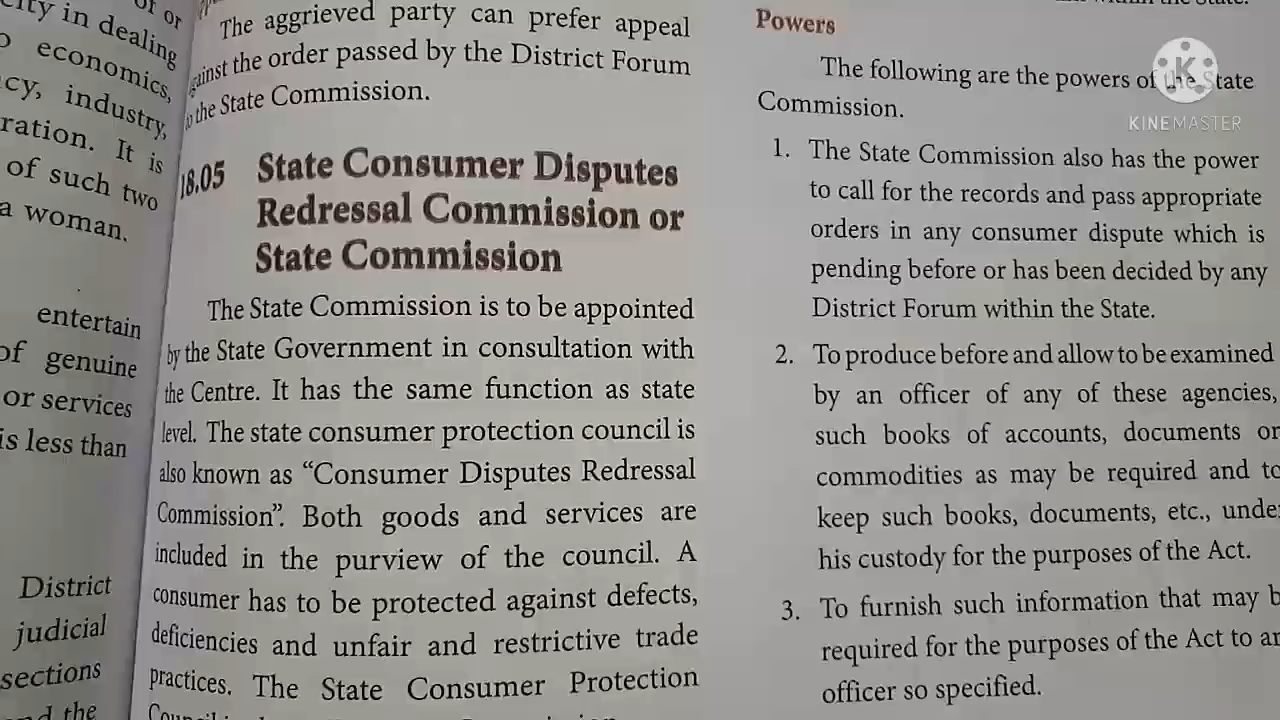 of or
city in dealing
economics,
cy, industry,
ration. It is
of such two
a woman.
entertain
of genuine
or services
is less than
District
judicial
sections
and the
The aggrieved party can prefer appeal
against the order passed by the District Forum
to the State Commission.
18.05 State Consumer Disputes
Redressal Commission or
State Commission
The State Commission is to be appointed
by the State Government in consultation with
the Centre. It has the same function as state
level. The state consumer protection council is
also known as “Consumer Disputes Redressal
Commission”. Both goods and services are
included in the purview of the council. A
consumer has to be protected against defects,
deficiencies and unfair and restrictive trade
practices. The State Consumer Protection
Powers
The following are the powers of the State
Commission.
1. The State Commission also has the power
to call for the records and pass appropriate
orders in any consumer dispute which is
pending before or has been decided by any
District Forum within the State.
2. To produce before and allow to be examined
by an officer of any of these agencies,
such books of accounts, documents or
commodities as may be required and to
keep such books, documents, etc., unde
his custody for the purposes of the Act.
3. To furnish such information that may b
required for the purposes of the Act to an
officer so specified.
K
KINEMASTER